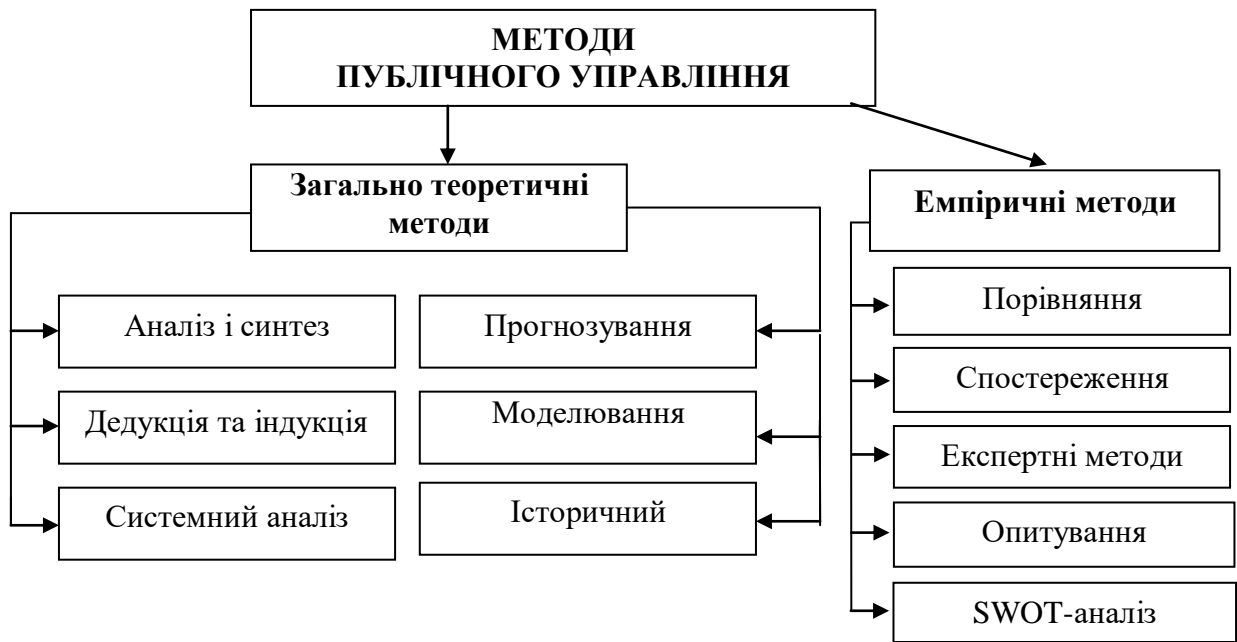 МЕТОДИ
ПУБЛІЧНОГО УПРАВЛІННЯ
Загально теоретичні
методи
Аналіз і синтез
Дедукція та індукція
Системний аналіз
Прогнозування
Моделювання
Історичний
Емпіричні методи
Порівняння
Спостереження
Експертні методи
Опитування
SWOT-аналіз